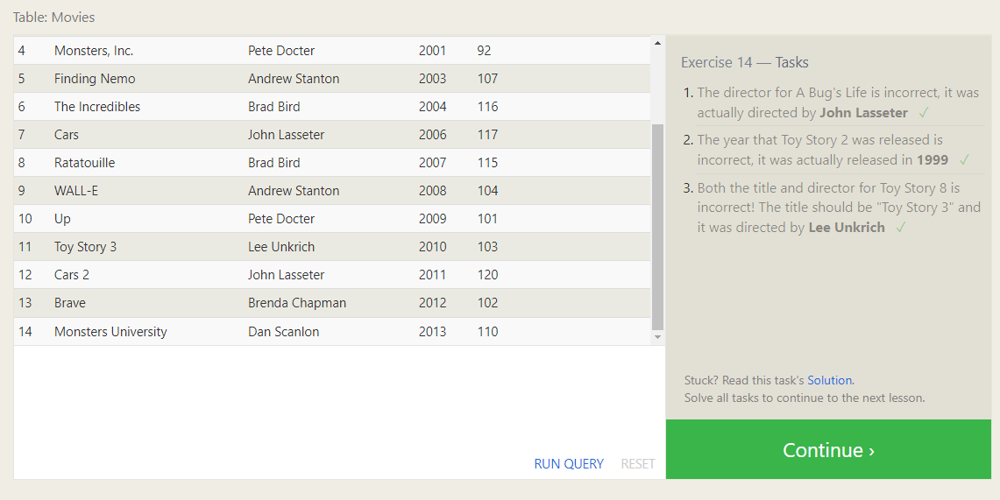 Table: Movies
4 Monsters, Inc. Pete Docter 2001 92
5 Finding Nemo Andrew Stanton 2003 107
6 The Incredibles Brad Bird 2004 116
7 Cars John Lasseter 2006 117
8 Ratatouille Brad Bird 2007 115
9 WALL-E Andrew Stanton 2008 104
10 Up Pete Docter 2009 101
11 Toy Story 3 Lee Unkrich 2010 103
12 Cars 2 John Lasseter 2011 120
13 Brave Brenda Chapman 2012 102
14 Monsters University Dan Scanlon 2013 110
RUN QUERY RESET
Exercise 14 — Tasks
1. The director for A Bug's Life is incorrect, it was
actually directed by John Lasseter ✓
2. The year that Toy Story 2 was released is
incorrect, it was actually released in 1999 ✓
3. Both the title and director for Toy Story 8 is
incorrect! The title should be "Toy Story 3" and
it was directed by Lee Unkrich ✓
Stuck? Read this task's Solution.
Solve all tasks to continue to the next lesson.
Continue ›